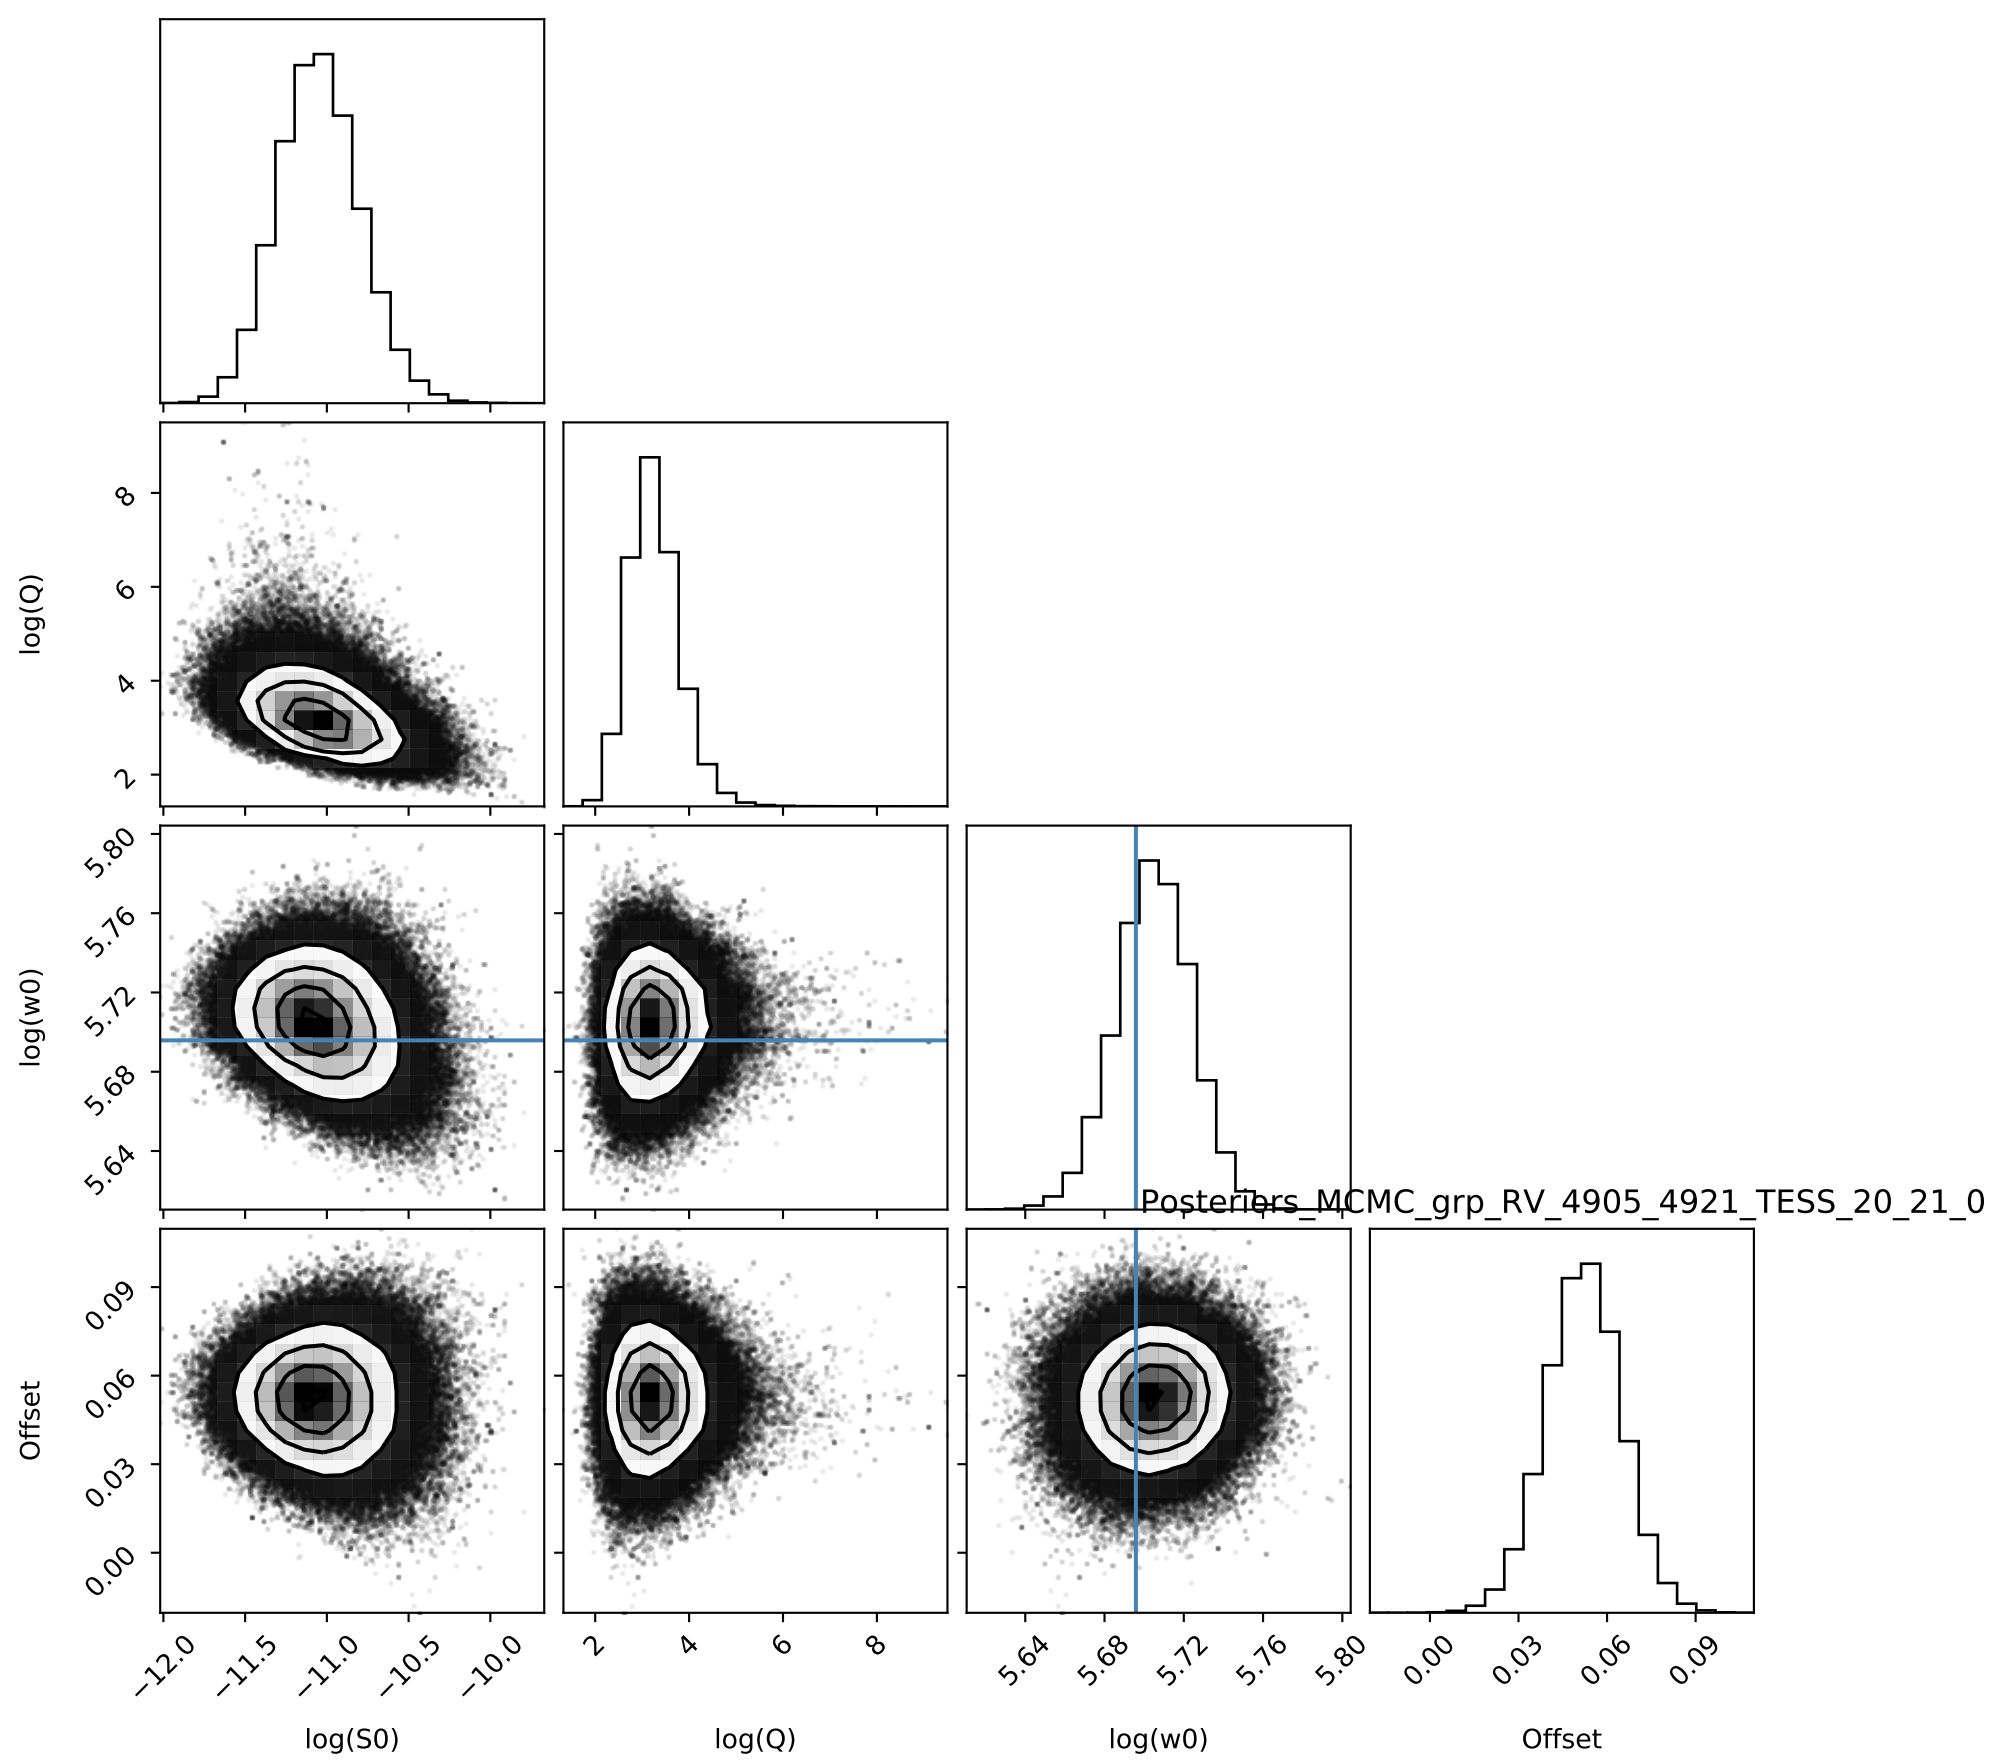 log(Q)
8
6
4
2
log(w0)
5.80
5.76
5.72
5.68
5.64
Posteriors_MCMC_grp_RV_4905_4921_TESS_20_21_0
Offset
0.09
0.06
0.03
0.00
−12.0 −11.5 −11.0 −10.5 −10.0 2 4 6 8 5.64 5.68 5.72 5.76 5.80 0.00 0.03 0.06 0.09
log(S0) log(Q) log(w0) Offset